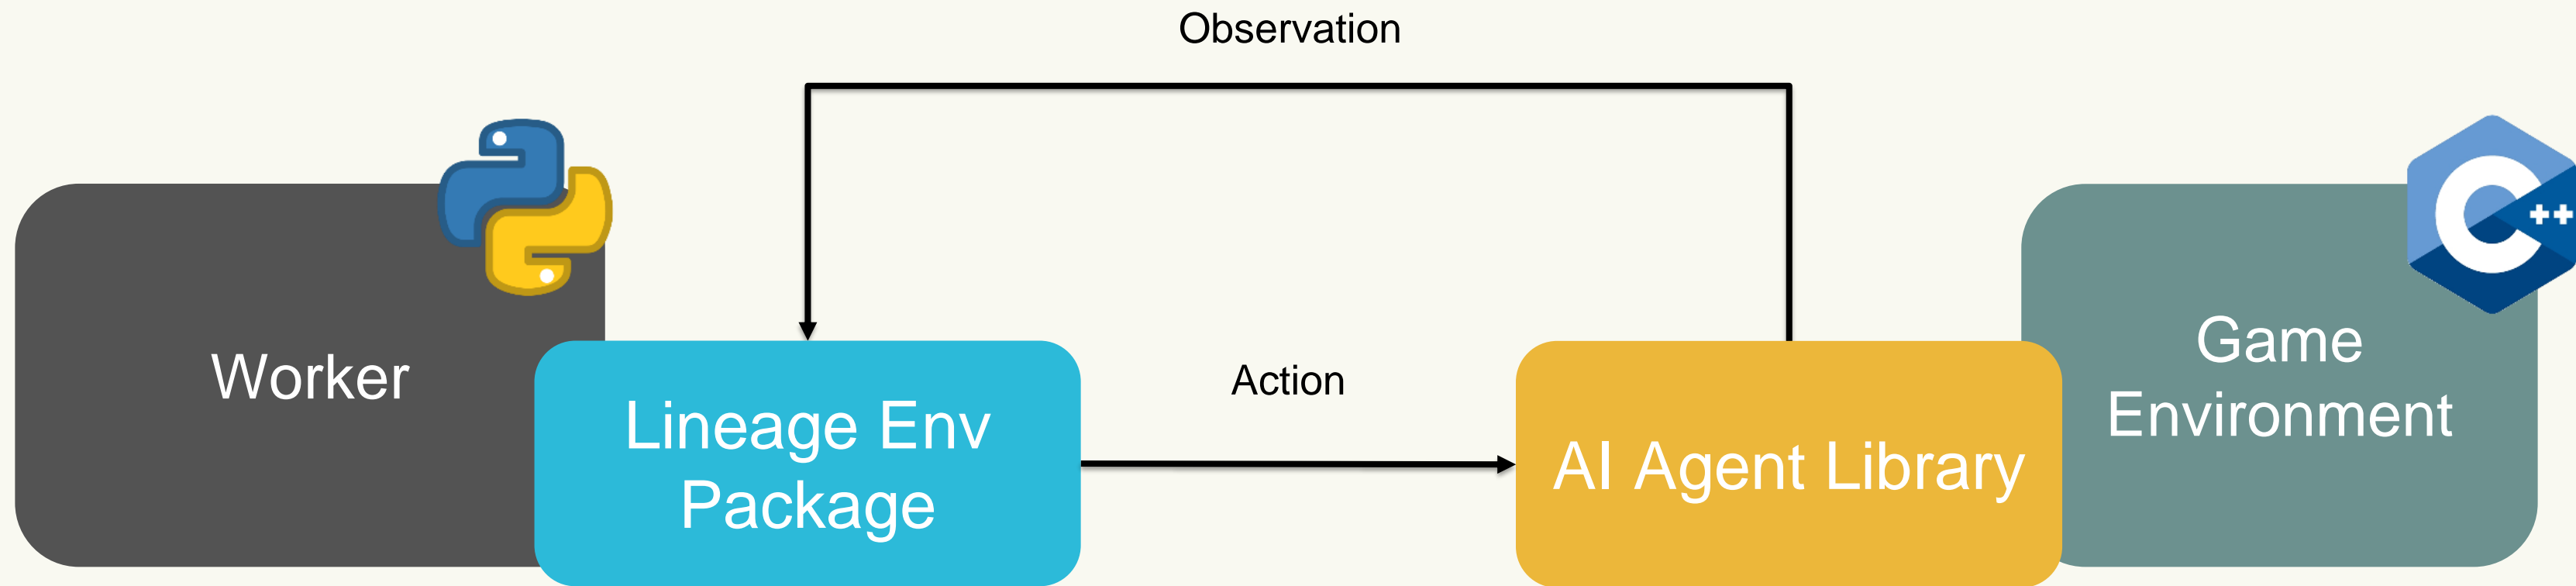 Observation
Worker
Lineage Env
Package
Action
AI Agent Library
Game
Environment
C++